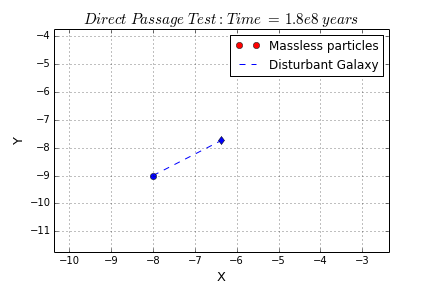 Direct Passage Test : Time = 1.8e8 years
Massless particles
Disturbant Galaxy
Y
−4
−5
−6
−7
−8
−9
−10
−11
−10 −9 −8 −7 −6 −5 −4 −3
X